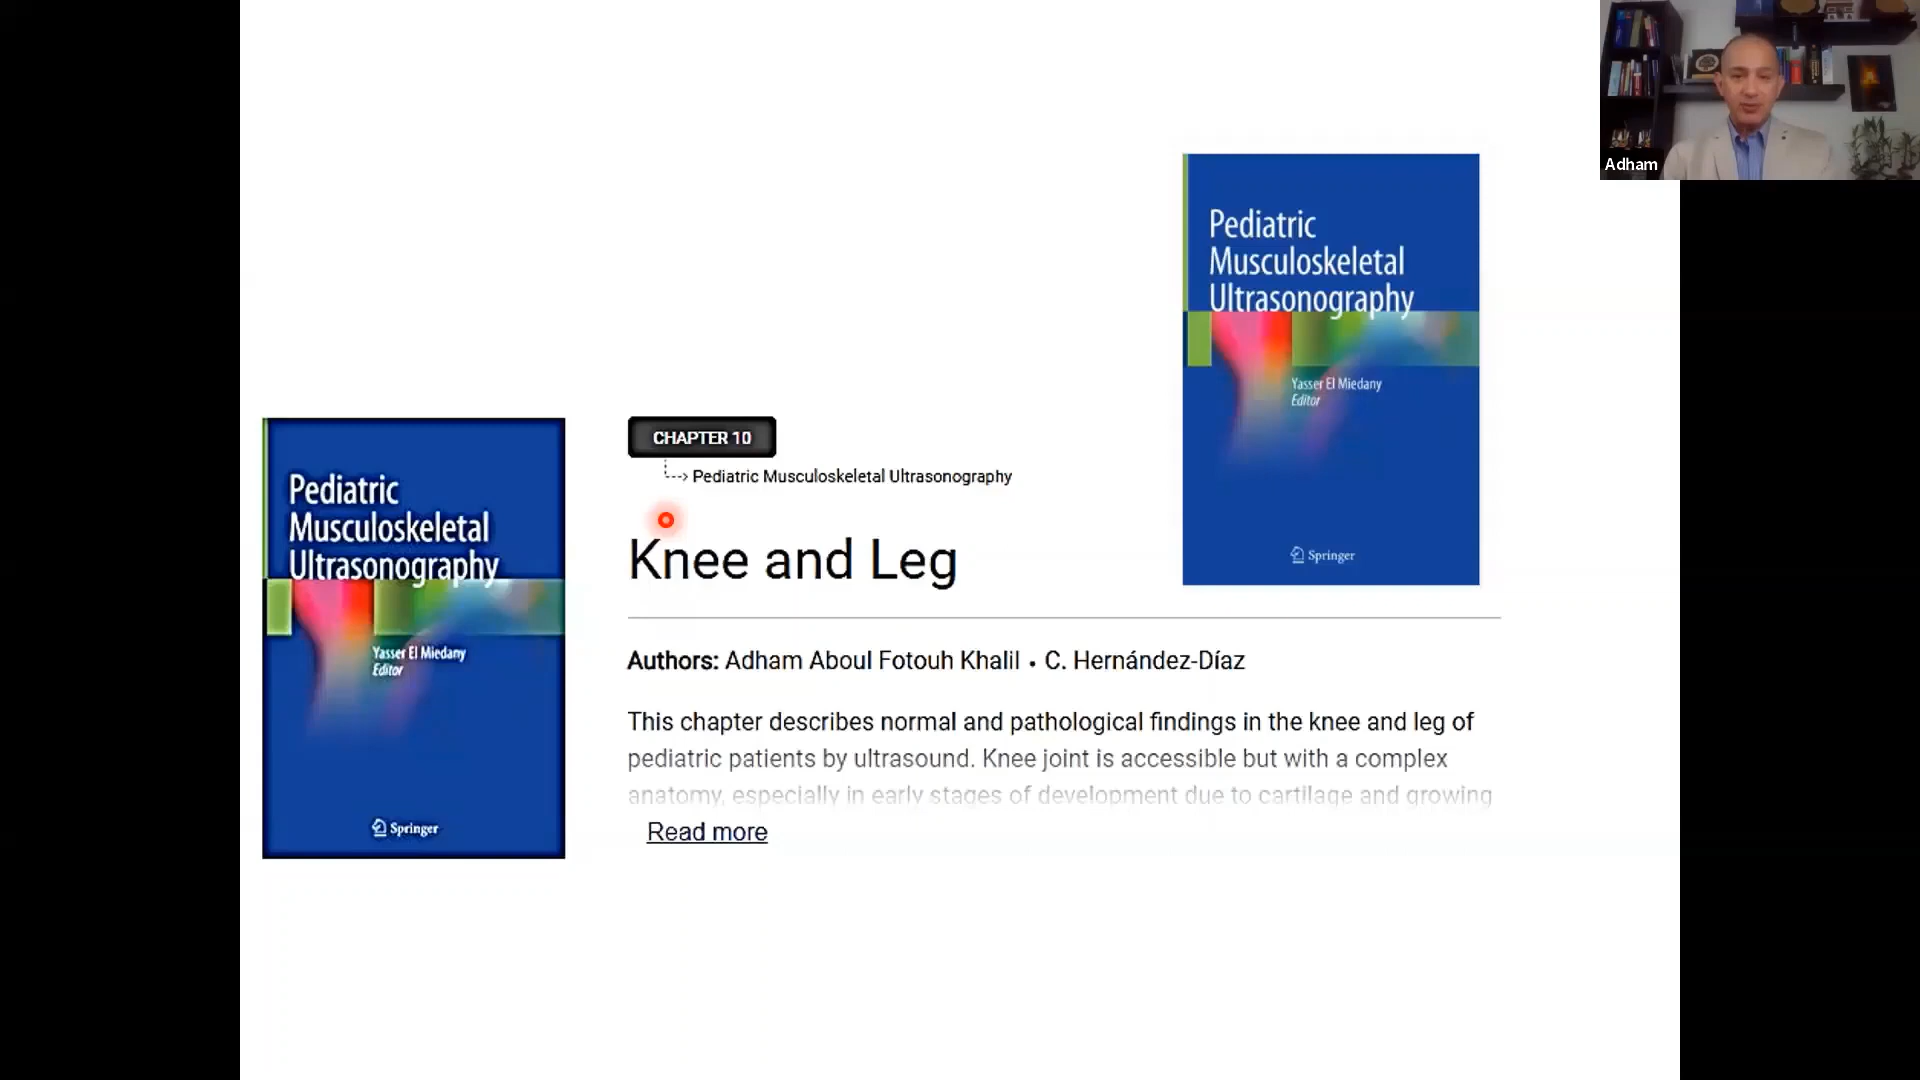 Adham
Pediatric
Musculoskeletal
Ultrasonography
Yasser El Miedany
Editor
Springer
CHAPTER 10
Pediatric Musculoskeletal Ultrasonography
Knee and Leg
Authors: Adham Aboul Fotouh Khalil • C. Hernández-Díaz
This chapter describes normal and pathological findings in the knee and leg of
pediatric patients by ultrasound. Knee joint is accessible but with a complex
anatomy, especially in early stages of development due to cartilage and growing
Read more
Pediatric
Musculoskeletal
Ultrasonography
Yasser El Miedany
Editor
Springer